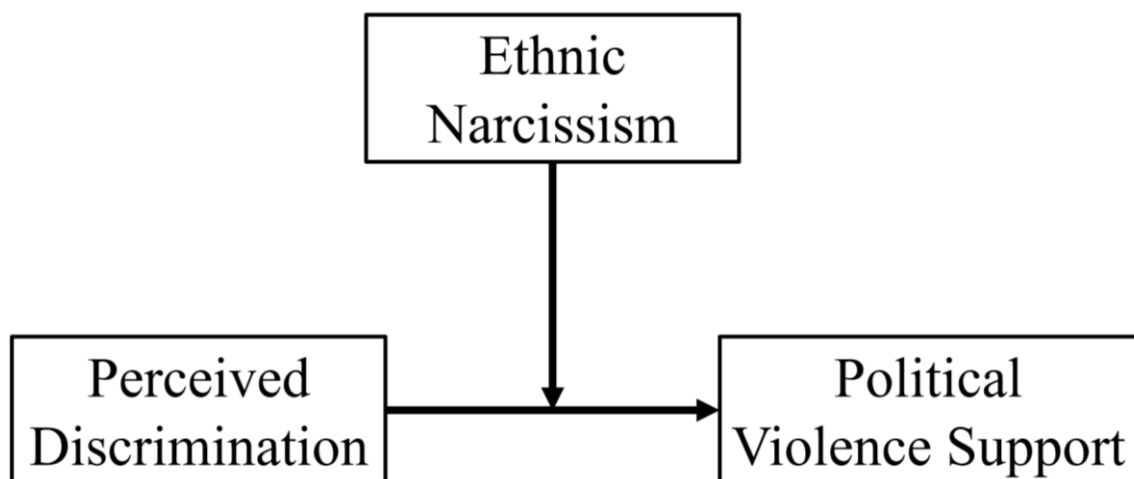 Ethnic
Narcissism
Perceived
Discrimination
Political
Violence Support